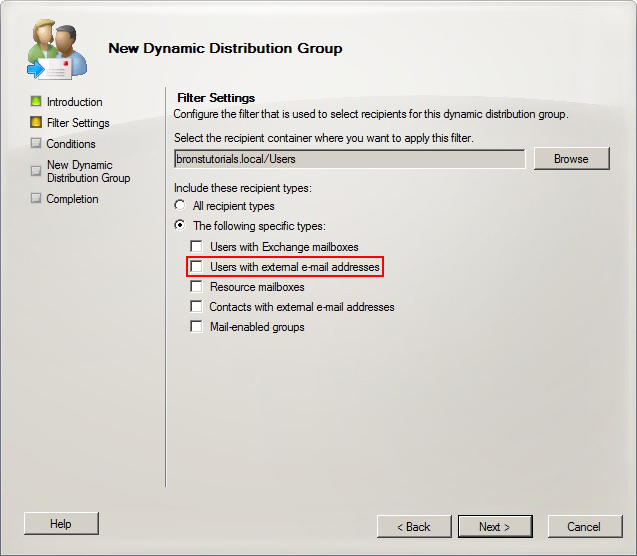 New Dynamic Distribution Group
Introduction
Filter Settings
Conditions
New Dynamic
Distribution Group
Completion
Filter Settings
Configure the filter that is used to select recipients for this dynamic distribution group.
Select the recipient container where you want to apply this filter.
bronstutorials.local/Users
Browse
Include these recipient types:
All recipient types
The following specific types:
Users with Exchange mailboxes
Users with external e-mail addresses
Resource mailboxes
Contacts with external e-mail addresses
Mail-enabled groups
Help
< Back
Next >
Cancel